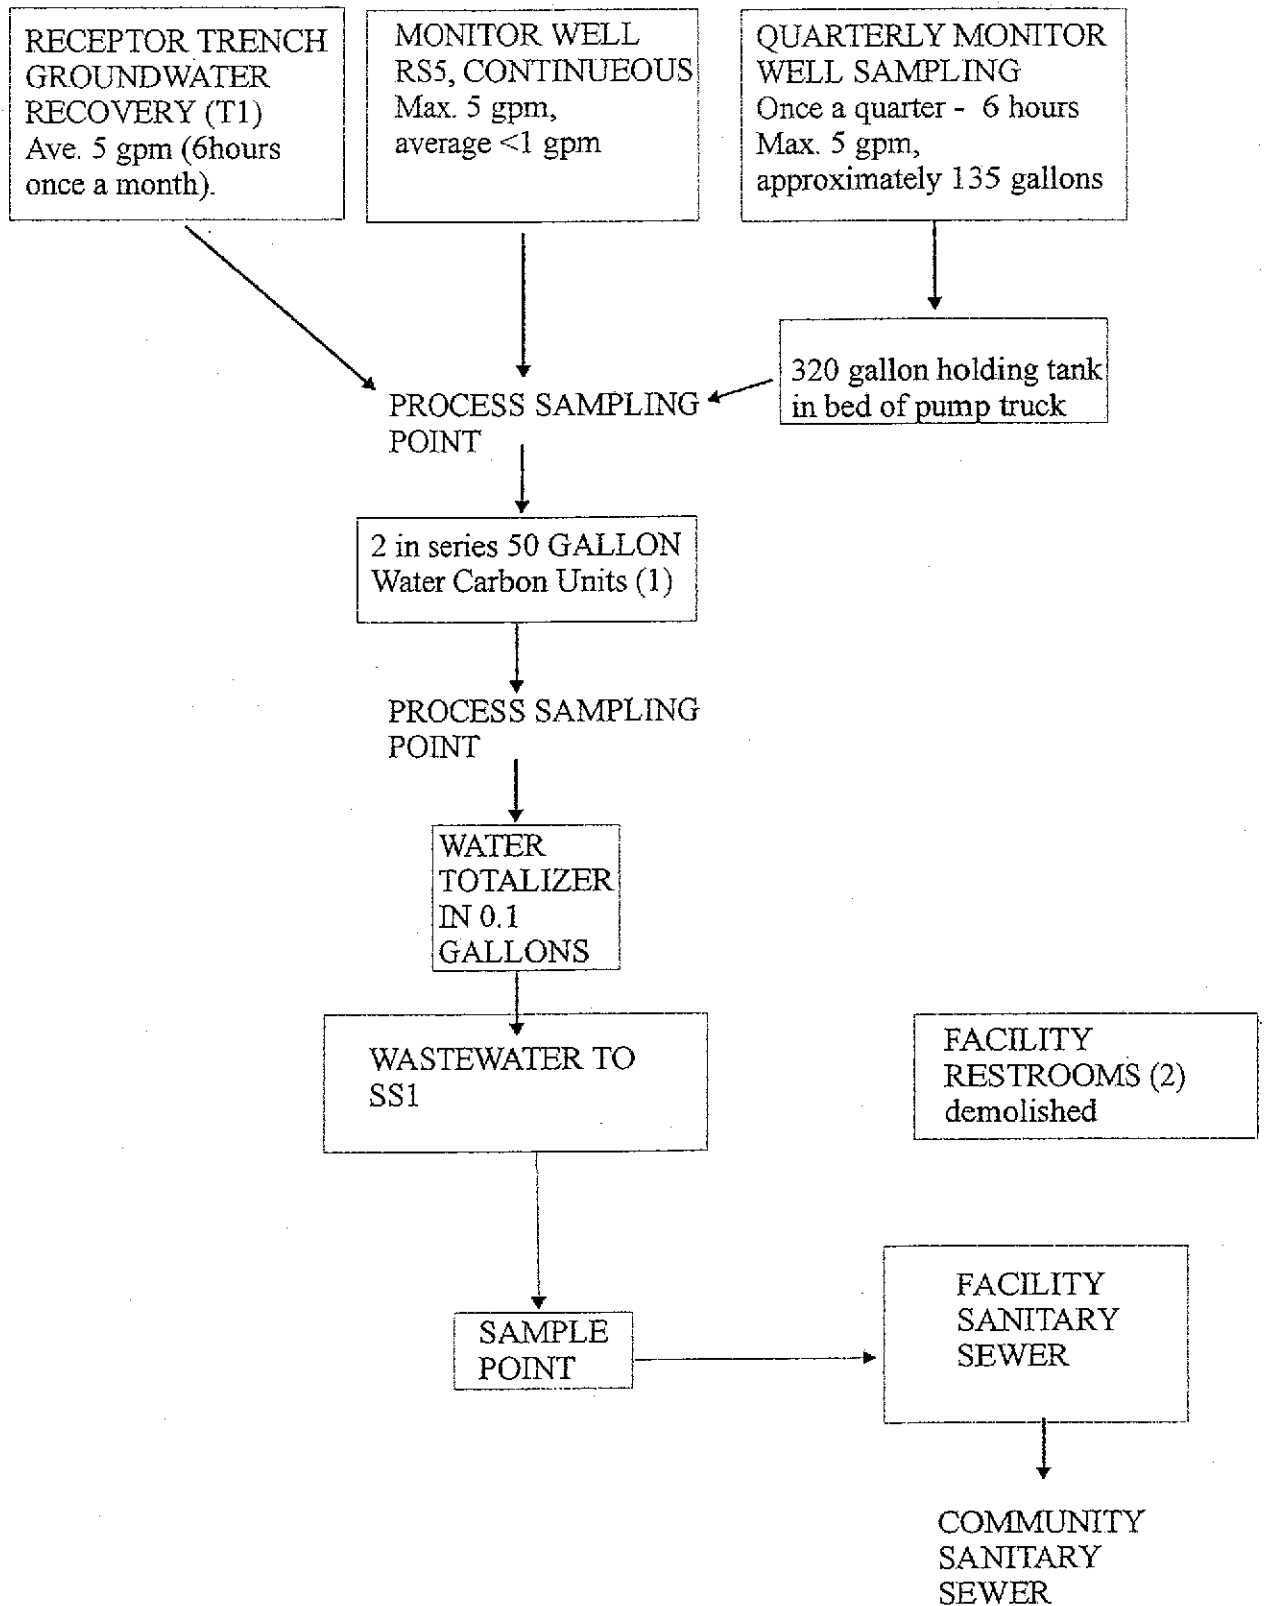 RECEPTOR TRENCH
GROUNDWATER
RECOVERY (T1)
Ave. 5 gpm (6hours
once a month).
MONITOR WELL
RS5, CONTINUEOUS
Max. 5 gpm,
average <1 gpm
QUARTERLY MONITOR
WELL SAMPLING
Once a quarter - 6 hours
Max. 5 gpm,
approximately 135 gallons
320 gallon holding tank
in bed of pump truck
PROCESS SAMPLING
POINT
2 in series 50 GALLON
Water Carbon Units (1)
PROCESS SAMPLING
POINT
WATER
TOTALIZER
IN 0.1
GALLONS
WASTEWATER TO
SS1
FACILITY
RESTROOMS (2)
demolished
SAMPLE
POINT
FACILITY
SANITARY
SEWER
COMMUNITY
SANITARY
SEWER